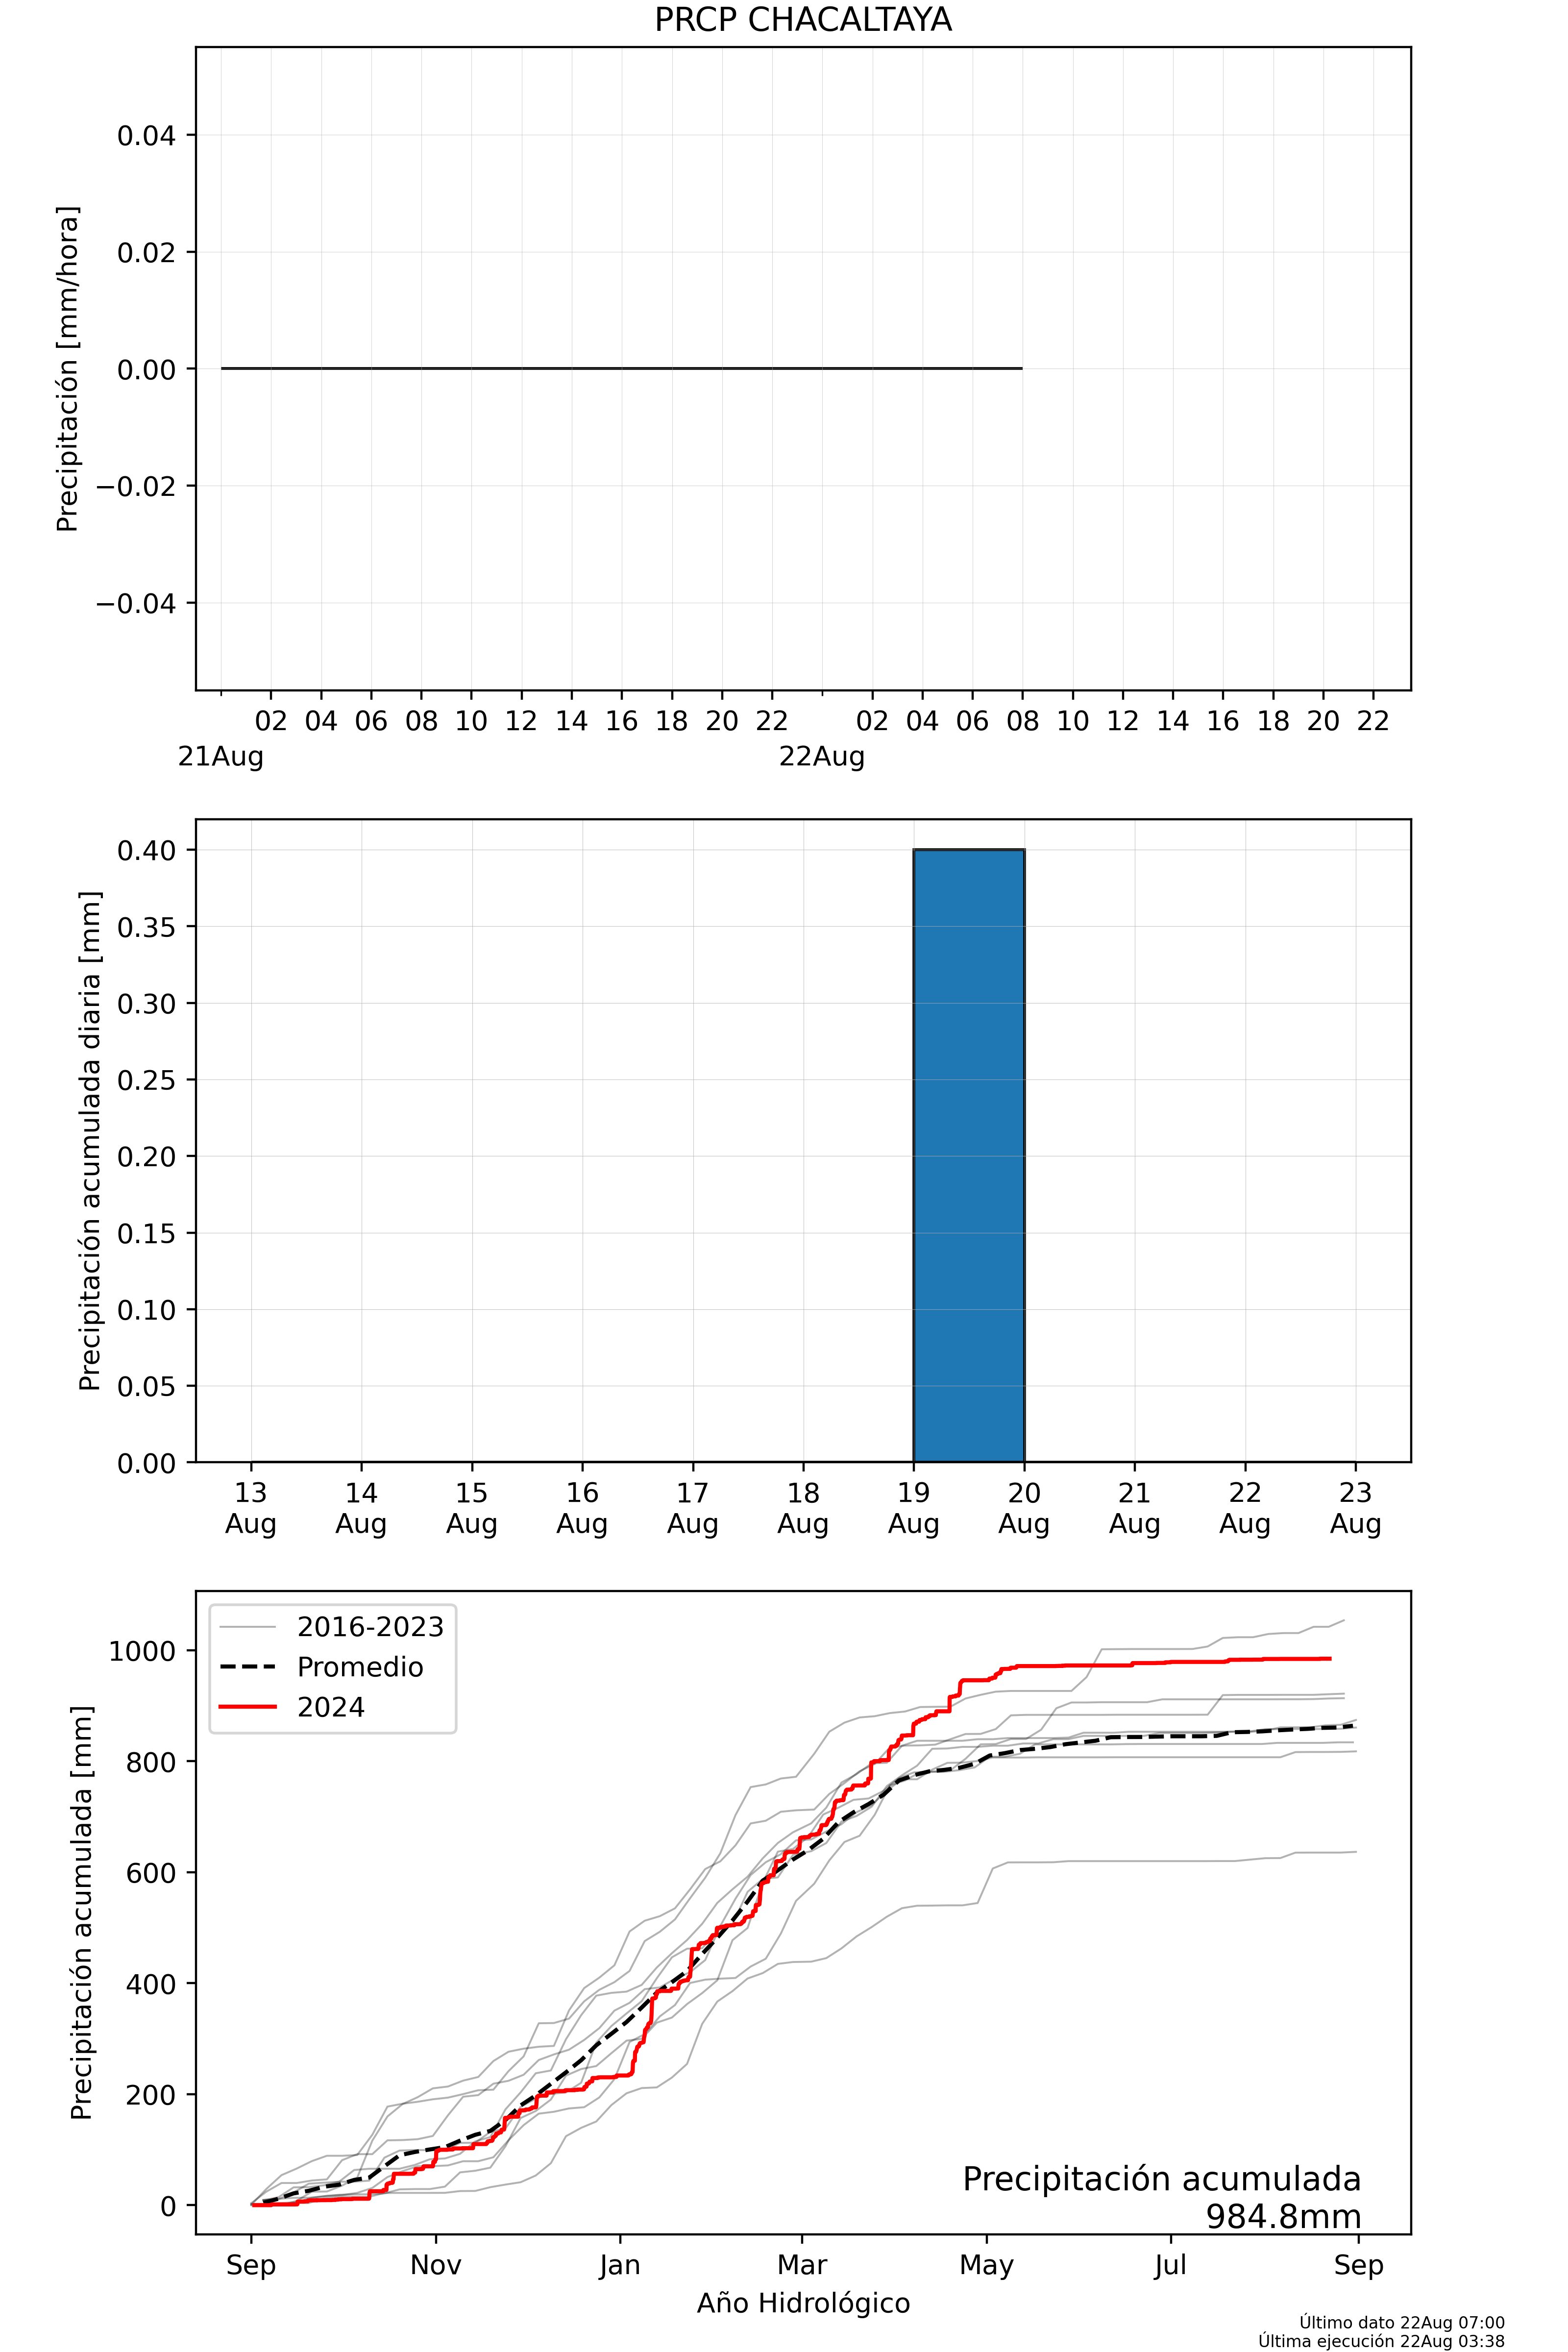 PRCP CHACALTAYA
Precipitación [mm/hora]
0.04
0.02
0.00
−0.02
−0.04
02 04 06 08 10 12 14 16 18 20 22 02 04 06 08 10 12 14 16 18 20 22
21Aug 22Aug
Precipitación acumulada diaria [mm]
0.40
0.35
0.30
0.25
0.20
0.15
0.10
0.05
0.00
13 14 15 16 17 18 19 20 21 22 23
Aug Aug Aug Aug Aug Aug Aug Aug Aug Aug Aug
Precipitación acumulada [mm]
1000
800
600
400
200
0
2016-2023
Promedio
2024
Precipitación acumulada
984.8mm
Sep Nov Jan Mar May Jul Sep
Año Hidrológico
Último dato 22Aug 07:00
Última ejecución 22Aug 03:38